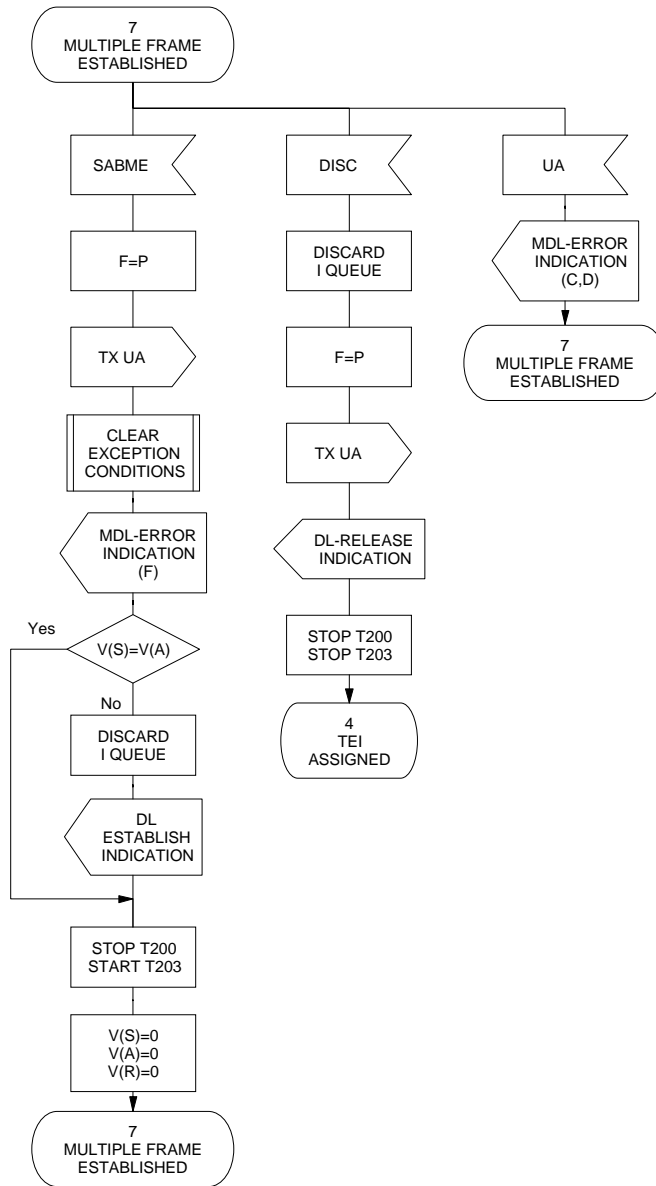 7
MULTIPLE FRAME
ESTABLISHED
SABME
DISC
UA
F=P
DISCARD
I QUEUE
MDL-ERROR
INDICATION
(C,D)
TX UA
F=P
7
MULTIPLE FRAME
ESTABLISHED
CLEAR
EXCEPTION
CONDITIONS
TX UA
MDL-ERROR
INDICATION
(F)
DL-RELEASE
INDICATION
Yes
V(S)=V(A)
STOP T200
STOP T203
No
DISCARD
I QUEUE
4
TEI
ASSIGNED
DL
ESTABLISH
INDICATION
STOP T200
START T203
V(S)=0
V(A)=0
V(R)=0
7
MULTIPLE FRAME
ESTABLISHED